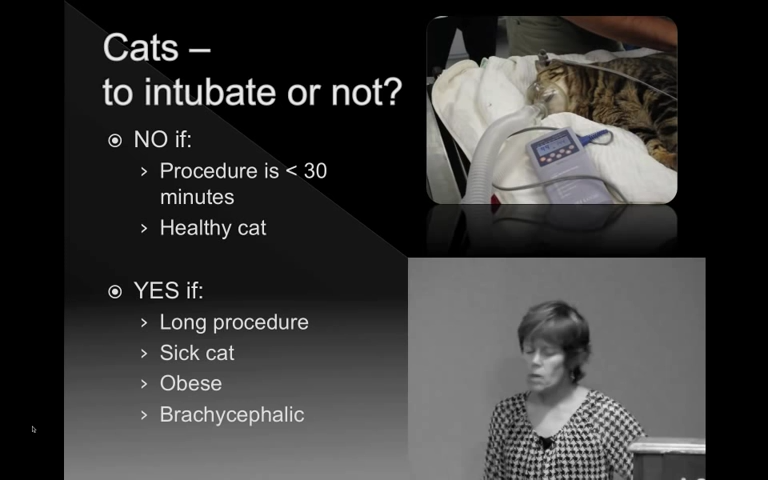 Cats –
to intubate or not?
NO if:
Procedure is < 30
minutes
Healthy cat
YES if:
Long procedure
Sick cat
Obese
Brachycephalic